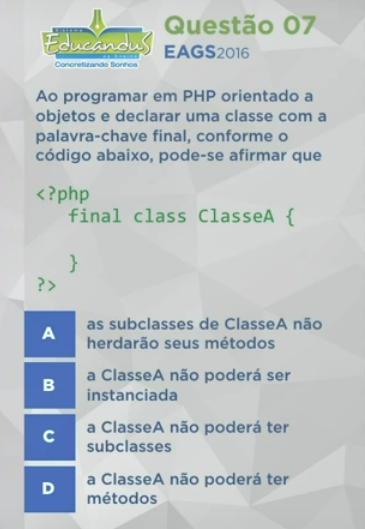 Sistema
EducanduS
de Ensino
Concretizando Sonhos
Questão 07
EAGS2016
Ao programar em PHP orientado a
objetos e declarar uma classe com a
palavra-chave final, conforme o
código abaixo, pode-se afirmar que
<?php
final class ClasseA {
}
?>
A
as subclasses de ClasseA não
herdarão seus métodos
B
a ClasseA não poderá ser
instanciada
C
a ClasseA não poderá ter
subclasses
D
a ClasseA não poderá ter
métodos